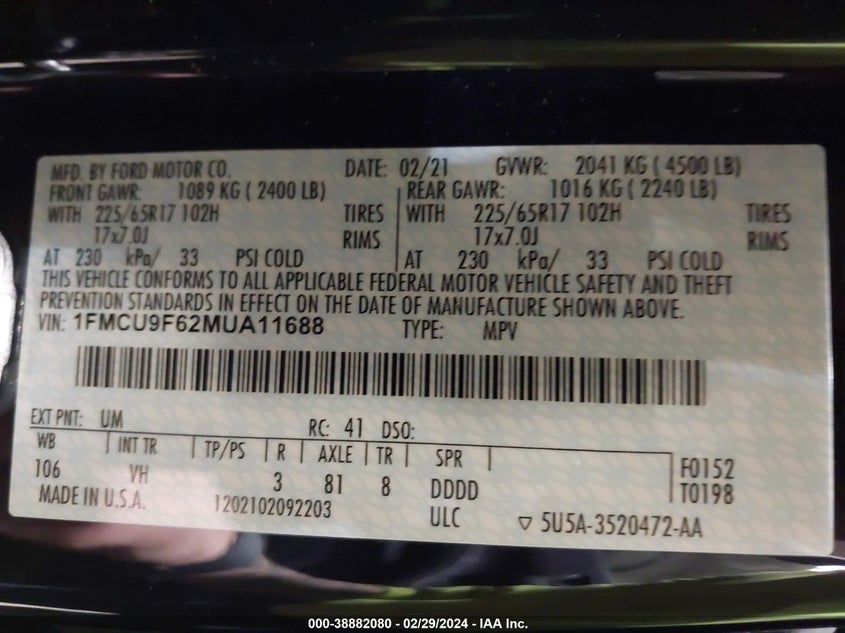 MFD. BY FORD MOTOR CO. DATE: 02/21 GVWR: 2041 KG ( 4500 LB)
FRONT GAWR: 1089 KG ( 2400 LB) REAR GAWR: 1016 KG ( 2240 LB)
WITH 225/65R17 102H TIRES WITH 225/65R17 102H TIRES
17x7.0J RIMS 17x7.0J RIMS
AT 230 kPa/ 33 PSI COLD AT 230 kPa/ 33 PSI COLD
THIS VEHICLE CONFORMS TO ALL APPLICABLE FEDERAL MOTOR VEHICLE SAFETY AND THEFT
PREVENTION STANDARDS IN EFFECT ON THE DATE OF MANUFACTURE SHOWN ABOVE.
VIN: 1FMCU9F62MUA11688 TYPE: MPV
EXT PNT: UM RC: 41 DSO:
WB INT TR TP/PS R AXLE TR SPR F0152
106 VH 3 81 8 DDDD T0198
MADE IN U.S.A. 1202102092203 ULC ▽ 5U5A-3520472-AA
000-38882080 - 02/29/2024 - IAA Inc.